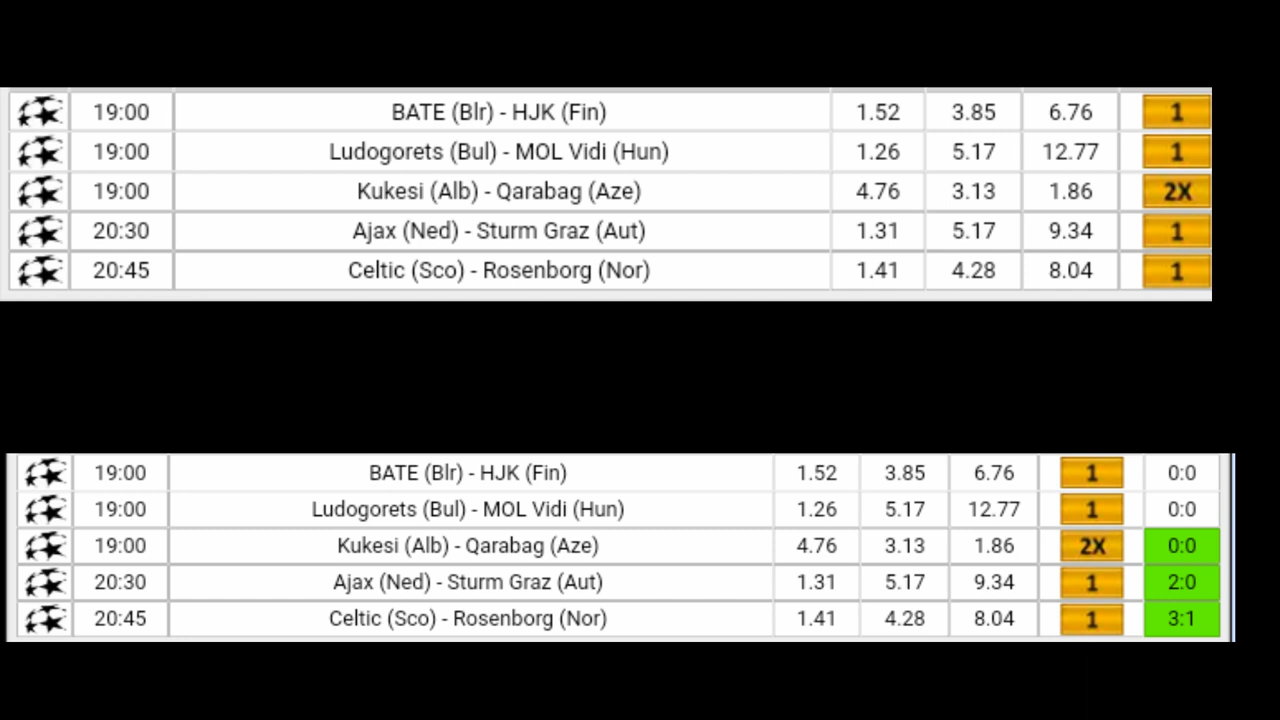 19:00 BATE (Blr) - HJK (Fin) 1.52 3.85 6.76 1
19:00 Ludogorets (Bul) - MOL Vidi (Hun) 1.26 5.17 12.77 1
19:00 Kukesi (Alb) - Qarabag (Aze) 4.76 3.13 1.86 2X
20:30 Ajax (Ned) - Sturm Graz (Aut) 1.31 5.17 9.34 1
20:45 Celtic (Sco) - Rosenborg (Nor) 1.41 4.28 8.04 1
19:00 BATE (Blr) - HJK (Fin) 1.52 3.85 6.76 1 0:0
19:00 Ludogorets (Bul) - MOL Vidi (Hun) 1.26 5.17 12.77 1 0:0
19:00 Kukesi (Alb) - Qarabag (Aze) 4.76 3.13 1.86 2X 0:0
20:30 Ajax (Ned) - Sturm Graz (Aut) 1.31 5.17 9.34 1 2:0
20:45 Celtic (Sco) - Rosenborg (Nor) 1.41 4.28 8.04 1 3:1